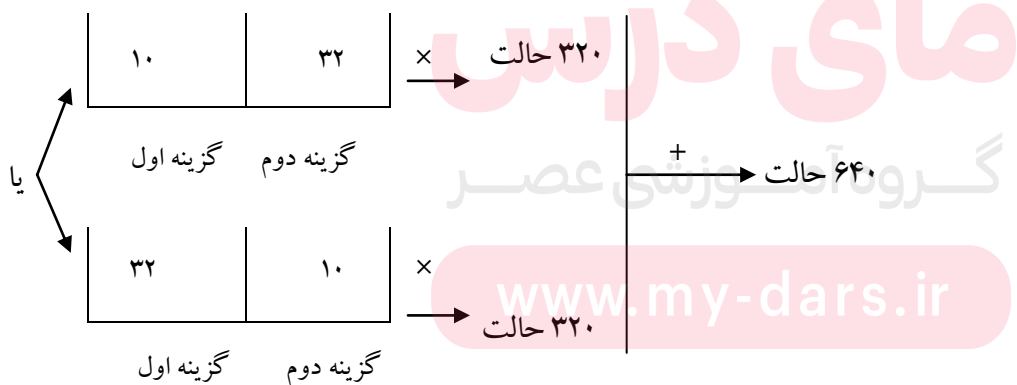 ۱۰ ۳۲ × ۳۲۰ حالت
گزینه اول گزینه دوم
یا
+ ۶۴۰ حالت
۳۲ ۱۰ × ۳۲۰ حالت
گزینه اول گزینه دوم
مای درس
گروه آموزشی عصر
www.my-dars.ir